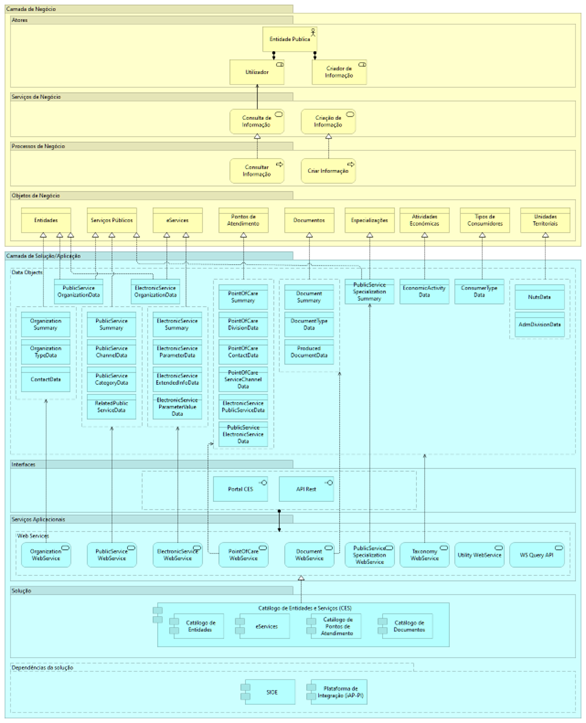 Camada de Negócio
Atores
Entidade Publica
Utilizador
Criador de
Informação
Serviços de Negócio
Consulta de
Informação
Criação de
Informação
Processos de Negócio
Consultar
Informação
Criar Informação
Objetos de Negócio
Entidades
Serviços Públicos
eServices
Pontos de
Atendimento
Documentos
Especializações
Atividades
Económicas
Tipos de
Consumidores
Unidades
Territoriais
Camada de Solução/Aplicação
Data Objects
PublicService
OrganizationData
ElectronicService
OrganizationData
PointOfCare
Summary
Document
Summary
PublicService
Specialization
Summary
EconomicActivity
Data
ConsumerType
Data
NutsData
Organization
Summary
PublicService
Summary
ElectronicService
Summary
PointOfCare
DivisionData
DocumentType
Data
AdmDivisionData
Organization
TypeData
PublicService
ChannelData
ElectronicService
ParameterData
PointOfCare
ContactData
Produced
DocumentData
ContactData
PublicService
CategoryData
ElectronicService
ExtendedInfoData
PointOfCare
ServiceChannel
Data
RelatedPublic
ServiceData
ElectronicService
ParameterValue
Data
ElectronicService
PublicServiceData
PublicService
ElectronicService
Data
Interfaces
Portal CES
API Rest
Serviços Aplicacionais
Web Services
Organization
WebService
PublicService
WebService
ElectronicService
WebService
PointOfCare
WebService
Document
WebService
PublicService
Specialization
WebService
Taxonomy
WebService
Utility WebService
WS Query API
Solução
Catálogo de Entidades e Serviços (CES)
Catálogo de
Entidades
eServices
Catálogo de
Pontos de
Atendimento
Catálogo de
Documentos
Dependências da solução
SIOE
Plataforma de
Integração (iAP-PI)